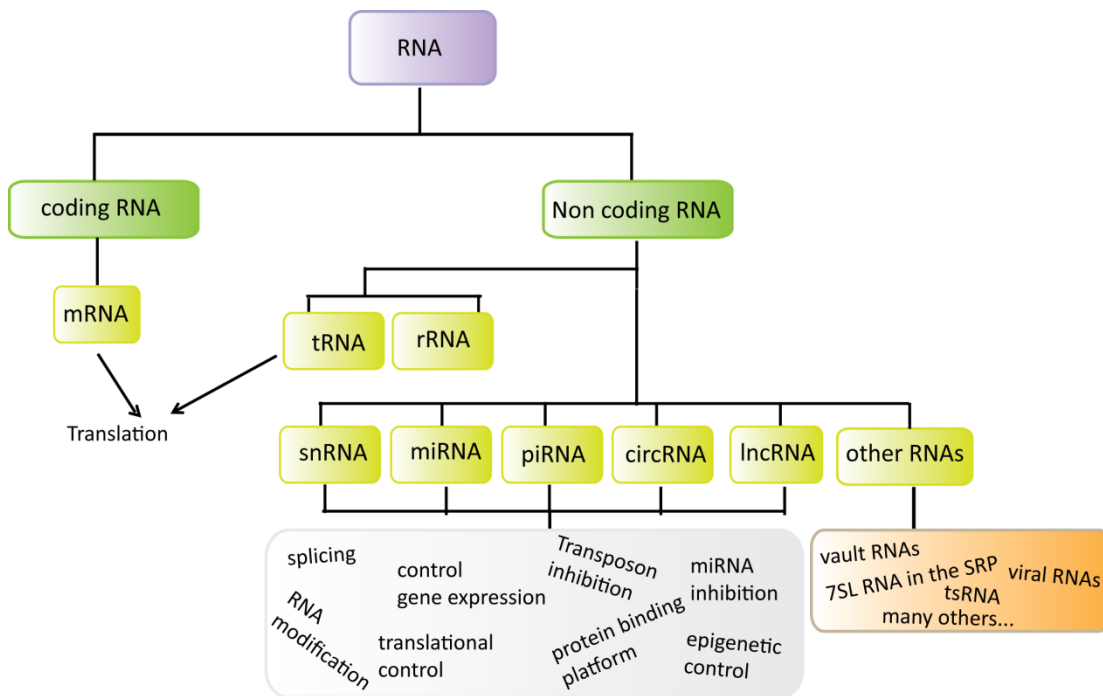 RNA
coding RNA
Non coding RNA
mRNA
tRNA
rRNA
Translation
snRNA
miRNA
piRNA
circRNA
lncRNA
other RNAs
splicing
control
gene expression
Transposon
inhibition
miRNA
inhibition
RNA
modification
translational
control
protein binding
platform
epigenetic
control
vault RNAs
7SL RNA in the SRP
viral RNAs
tsRNA
many others...